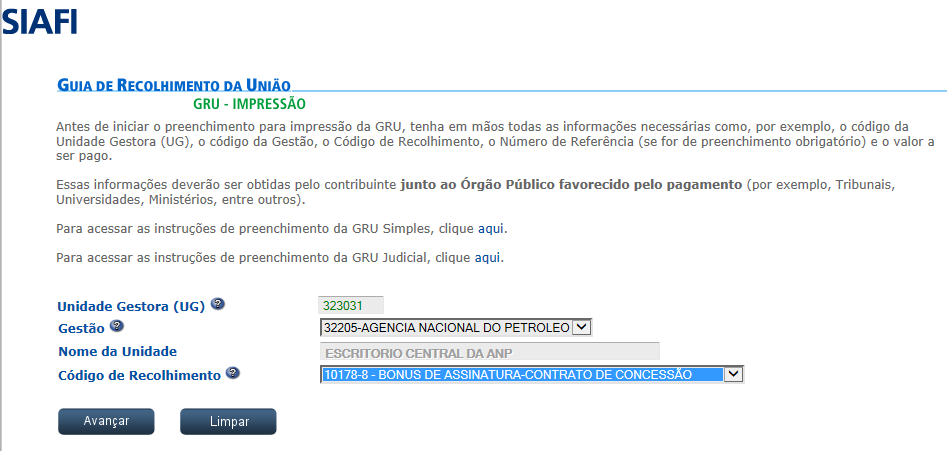 SIAFI
GUIA DE RECOLHIMENTO DA UNIÃO
GRU - IMPRESSÃO
Antes de iniciar o preenchimento para impressão da GRU, tenha em mãos todas as informações necessárias como, por exemplo, o código da
Unidade Gestora (UG), o código da Gestão, o Código de Recolhimento, o Número de Referência (se for de preenchimento obrigatório) e o valor a
ser pago.
Essas informações deverão ser obtidas pelo contribuinte junto ao Órgão Público favorecido pelo pagamento (por exemplo, Tribunais,
Universidades, Ministérios, entre outros).
Para acessar as instruções de preenchimento da GRU Simples, clique aqui.
Para acessar as instruções de preenchimento da GRU Judicial, clique aqui.
Unidade Gestora (UG) ? 323031
Gestão ? 32205-AGENCIA NACIONAL DO PETROLEO
Nome da Unidade ESCRITORIO CENTRAL DA ANP
Código de Recolhimento ? 10178-8 - BONUS DE ASSINATURA-CONTRATO DE CONCESSÃO
Avançar Limpar